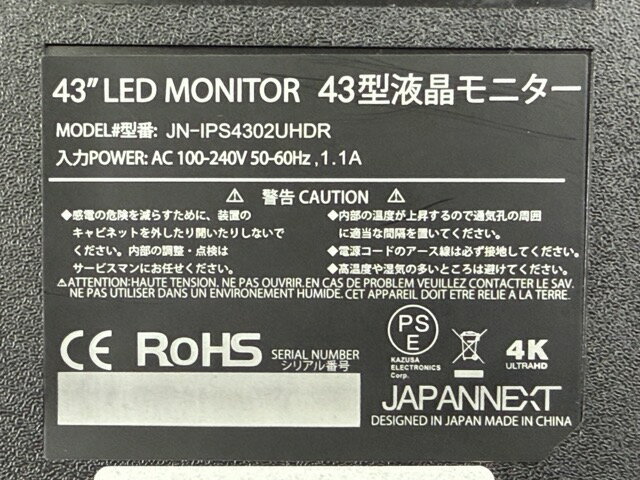 43" LED MONITOR 43型液晶モニター
MODEL#型番: JN-IPS4302UHDR
入力POWER: AC 100-240V 50-60Hz, 1.1A
⚠ 警告 CAUTION ⚠
◆感電の危険を減らすために、装置の
キャビネットを外したり開いたりしないで
ください。内部の調整・点検は
サービスマンにお任せください。
◆内部の温度が上昇するので通気孔の周囲
に適当な間隔を置いてください。
◆電源コードのアース線は必ず接地してください。
◆高温度や湿気の多いところは避けてください。
⚠ATTENTION:HAUTE TENSION. NE PAS OUVRIR.EN CAS DE PROBLEM VEUILLEZ CONTACTER LE SAV.
NE PAS UTILISER DANS UN ENVIRONNEMENT HUMIDE. CET APPAREIL DOIT ETRE RELIE A LA TERRE.
CE RoHS
SERIAL NUMBER
シリアル番号
PS
E
KAZUSA
ELECTRONICS
Corp.
4K
ULTRAHD
JAPANNEXT
DESIGNED IN JAPAN MADE IN CHINA